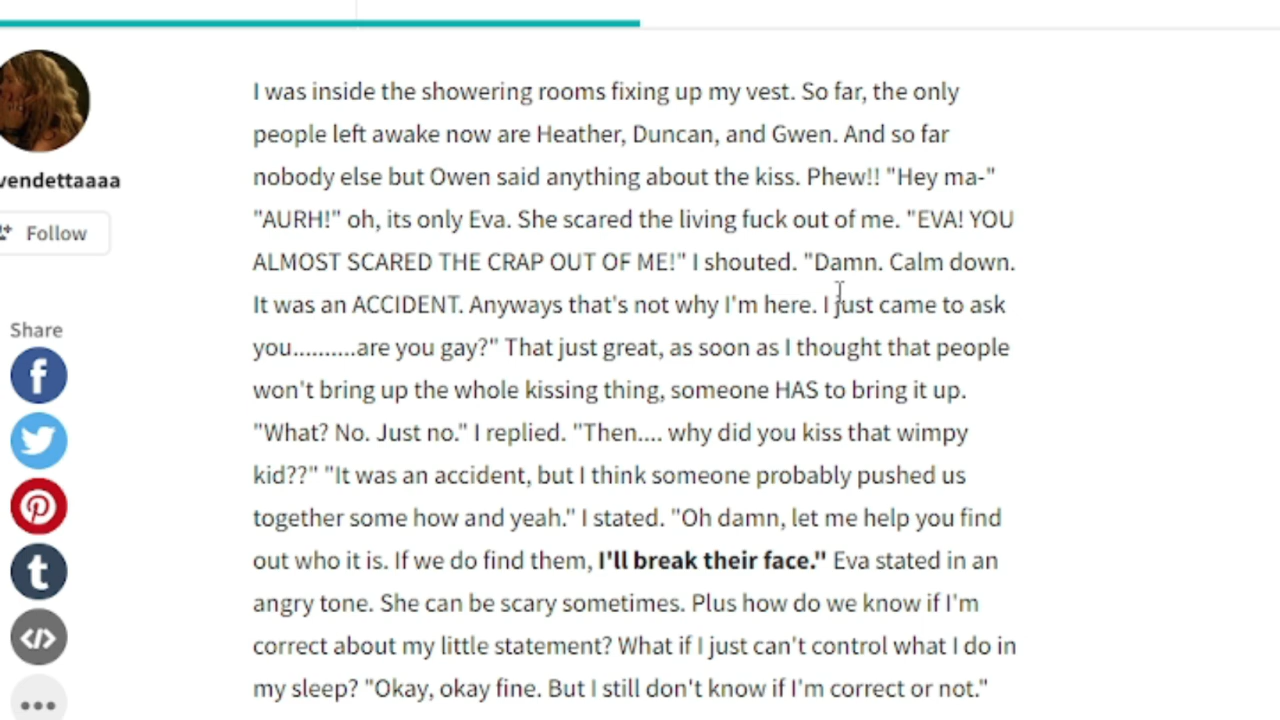 I was inside the showering rooms fixing up my vest. So far, the only
people left awake now are Heather, Duncan, and Gwen. And so far
nobody else but Owen said anything about the kiss. Phew!! "Hey ma-"
vendettaaaa
"AURH!" oh, its only Eva. She scared the living fuck out of me. "EVA! YOU
Follow
ALMOST SCARED THE CRAP OUT OF ME!" I shouted. "Damn. Calm down.
It was an ACCIDENT. Anyways that's not why I'm here. I just came to ask
Share
you..........are you gay?" That just great, as soon as I thought that people
won't bring up the whole kissing thing, someone HAS to bring it up.
"What? No. Just no." I replied. "Then.... why did you kiss that wimpy
kid??" "It was an accident, but I think someone probably pushed us
together some how and yeah." I stated. "Oh damn, let me help you find
out who it is. If we do find them, I'll break their face." Eva stated in an
angry tone. She can be scary sometimes. Plus how do we know if I'm
correct about my little statement? What if I just can't control what I do in
my sleep? "Okay, okay fine. But I still don't know if I'm correct or not."